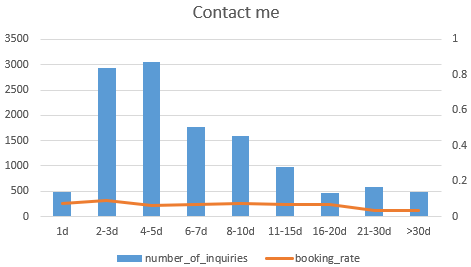 Contact me
3500 1
3000 0.8
2500
2000 0.6
1500 0.4
1000
500 0.2
0 0
1d 2-3d 4-5d 6-7d 8-10d 11-15d 16-20d 21-30d >30d
number_of_inquiries booking_rate